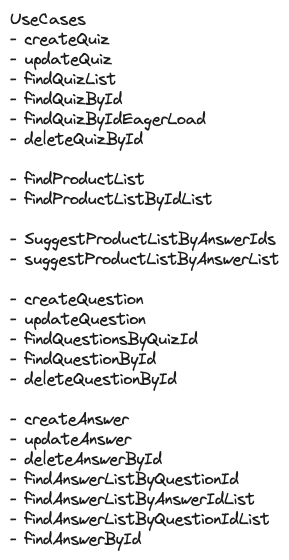 UseCases
- createQuiz
- updateQuiz
- findQuizList
- findQuizById
- findQuizByIdEagerLoad
- deleteQuizById
- findProductList
- findProductListByIdList
- SuggestProductListByAnswerIds
- suggestProductListByAnswerList
- createQuestion
- updateQuestion
- findQuestionsByQuizId
- findQuestionById
- deleteQuestionById
- createAnswer
- updateAnswer
- deleteAnswerById
- findAnswerListByQuestionId
- findAnswerListByAnswerIdList
- findAnswerListByQuestionIdList
- findAnswerById